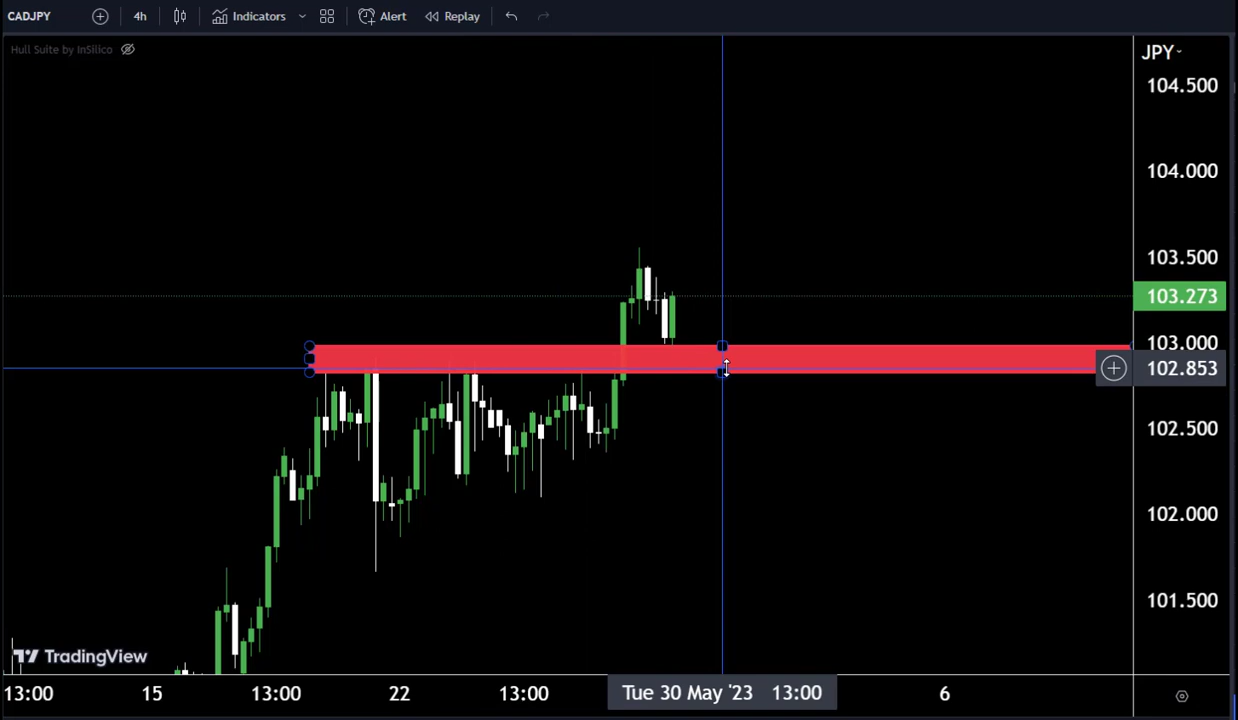 CADJPY 4h Indicators Alert Replay
Hull Suite by InSilico
JPY
104.500
104.000
103.500
103.273
103.000
102.853
102.500
102.000
101.500
TradingView
13:00 15 13:00 22 13:00 Tue 30 May '23 13:00 6